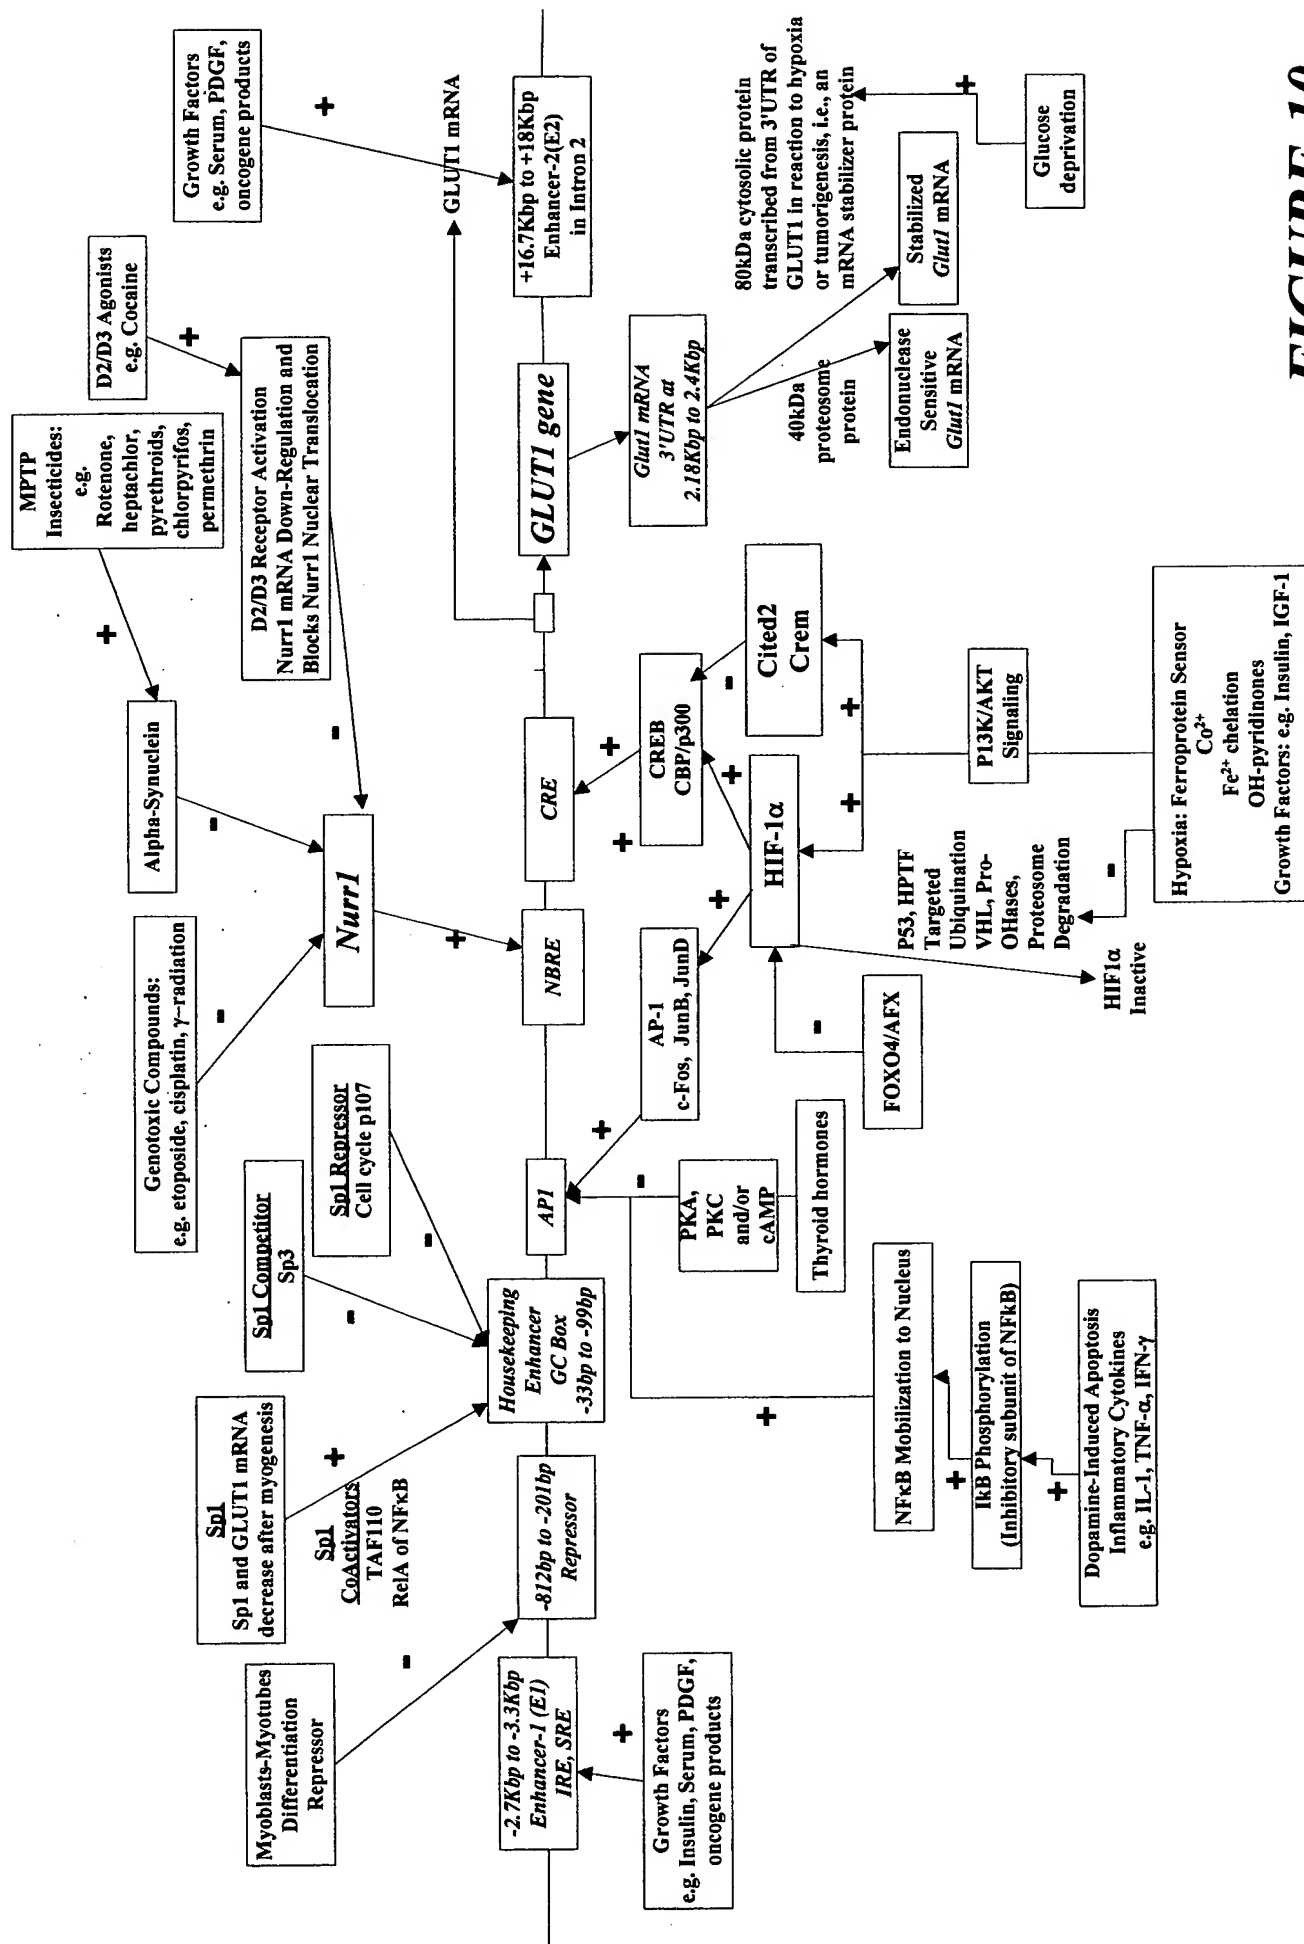 MPTP
Insecticides:
e.g.
Rotenone,
heptachlor,
pyrethroids,
chlorpyrifos,
permethrin
D2/D3 Agonists
e.g. Cocaine
Growth Factors
e.g. Serum, PDGF,
oncogene products
+
+
+
Genotoxic Compounds:
e.g. etoposide, cisplatin, γ–radiation
Alpha-Synuclein
D2/D3 Receptor Activation
Nurr1 mRNA Down-Regulation and
Blocks Nurr1 Nuclear Translocation
-
-
-
Nurr1
+
Myoblasts-Myotubes
Differentiation
Repressor
-
Sp1
Sp1 and GLUT1 mRNA
decrease after myogenesis
+
Sp1
CoActivators
TAF110
RelA of NFκB
Sp1 Competitor
Sp3
-
Sp1 Repressor
Cell cycle p107
-
GLUT1 mRNA
-2.7Kbp to -3.3Kbp
Enhancer-1 (E1)
IRE, SRE
-812bp to -201bp
Repressor
Housekeeping
Enhancer
GC Box
-33bp to -99bp
AP1
NBRE
CRE
GLUT1 gene
+16.7Kbp to +18Kbp
Enhancer-2(E2)
in Intron 2
+
Growth Factors
e.g. Insulin, Serum, PDGF,
oncogene products
+
-
+
+
AP-1
c-Fos, JunB, JunD
+
+
CREB
CBP/p300
+
-
HIF-1α
Cited2
Crem
Glut1 mRNA
3'UTR at
2.18Kbp to 2.4Kbp
40kDa
proteosome
protein
80kDa cytosolic protein
transcribed from 3'UTR of
GLUT1 in reaction to hypoxia
or tumorigenesis, i.e., an
mRNA stabilizer protein
Endonuclease
Sensitive
Glut1 mRNA
Stabilized
Glut1 mRNA
+
Glucose
deprivation
PKA,
PKC
and/or
cAMP
Thyroid hormones
-
FOXO4/AFX
+
+
P53, HPTF
Targeted
Ubiquination
VHL, Pro-
OHases,
Proteosome
Degradation
HIF1α
Inactive
-
P13K/AKT
Signaling
Hypoxia: Ferroprotein Sensor
Co2+
Fe2+ chelation
OH-pyridinones
Growth Factors: e.g. Insulin, IGF-1
NFκB Mobilization to Nucleus
+
IkB Phosphorylation
(Inhibitory subunit of NFkB)
+
Dopamine-Induced Apoptosis
Inflammatory Cytokines
e.g. IL-1, TNF-α, IFN-γ
FIGURE 10